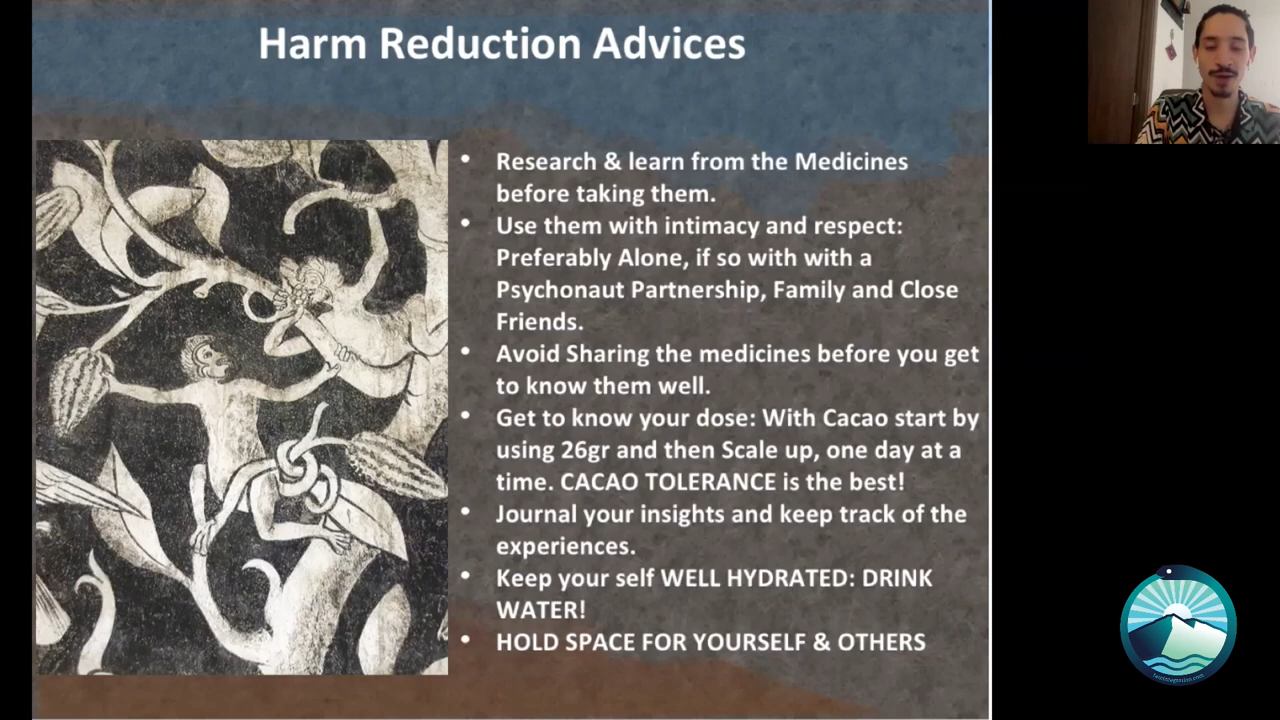 Harm Reduction Advices
• Research & learn from the Medicines
before taking them.
• Use them with intimacy and respect:
Preferably Alone, if so with with a
Psychonaut Partnership, Family and Close
Friends.
• Avoid Sharing the medicines before you get
to know them well.
• Get to know your dose: With Cacao start by
using 26gr and then Scale up, one day at a
time. CACAO TOLERANCE is the best!
• Journal your insights and keep track of the
experiences.
• Keep your self WELL HYDRATED: DRINK
WATER!
• HOLD SPACE FOR YOURSELF & OTHERS